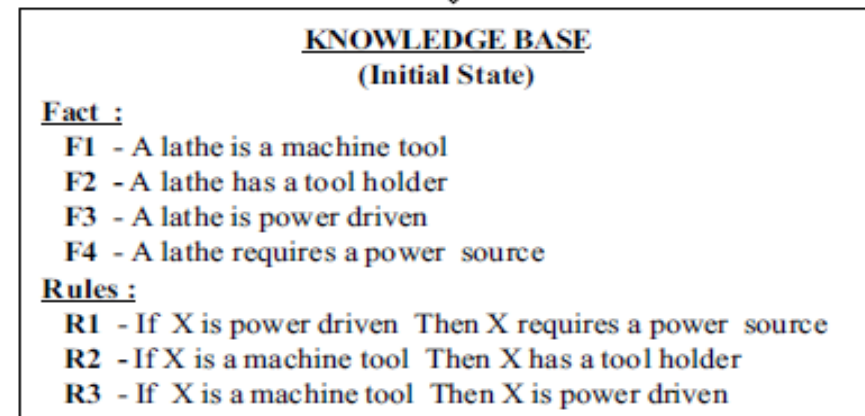 KNOWLEDGE BASE
(Initial State)
Fact :
F1 - A lathe is a machine tool
F2 - A lathe has a tool holder
F3 - A lathe is power driven
F4 - A lathe requires a power source
Rules :
R1 - If X is power driven Then X requires a power source
R2 - If X is a machine tool Then X has a tool holder
R3 - If X is a machine tool Then X is power driven